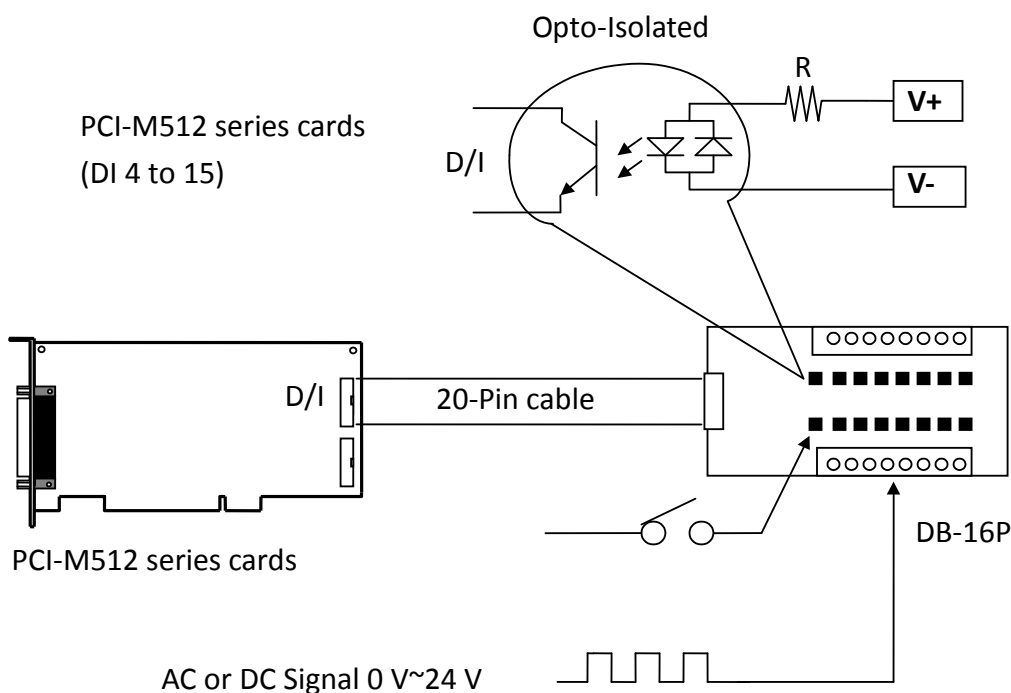 Opto-Isolated
R
V+
PCI-M512 series cards
(DI 4 to 15)
D/I
V-
D/I
20-Pin cable
DB-16P
PCI-M512 series cards
AC or DC Signal 0 V~24 V